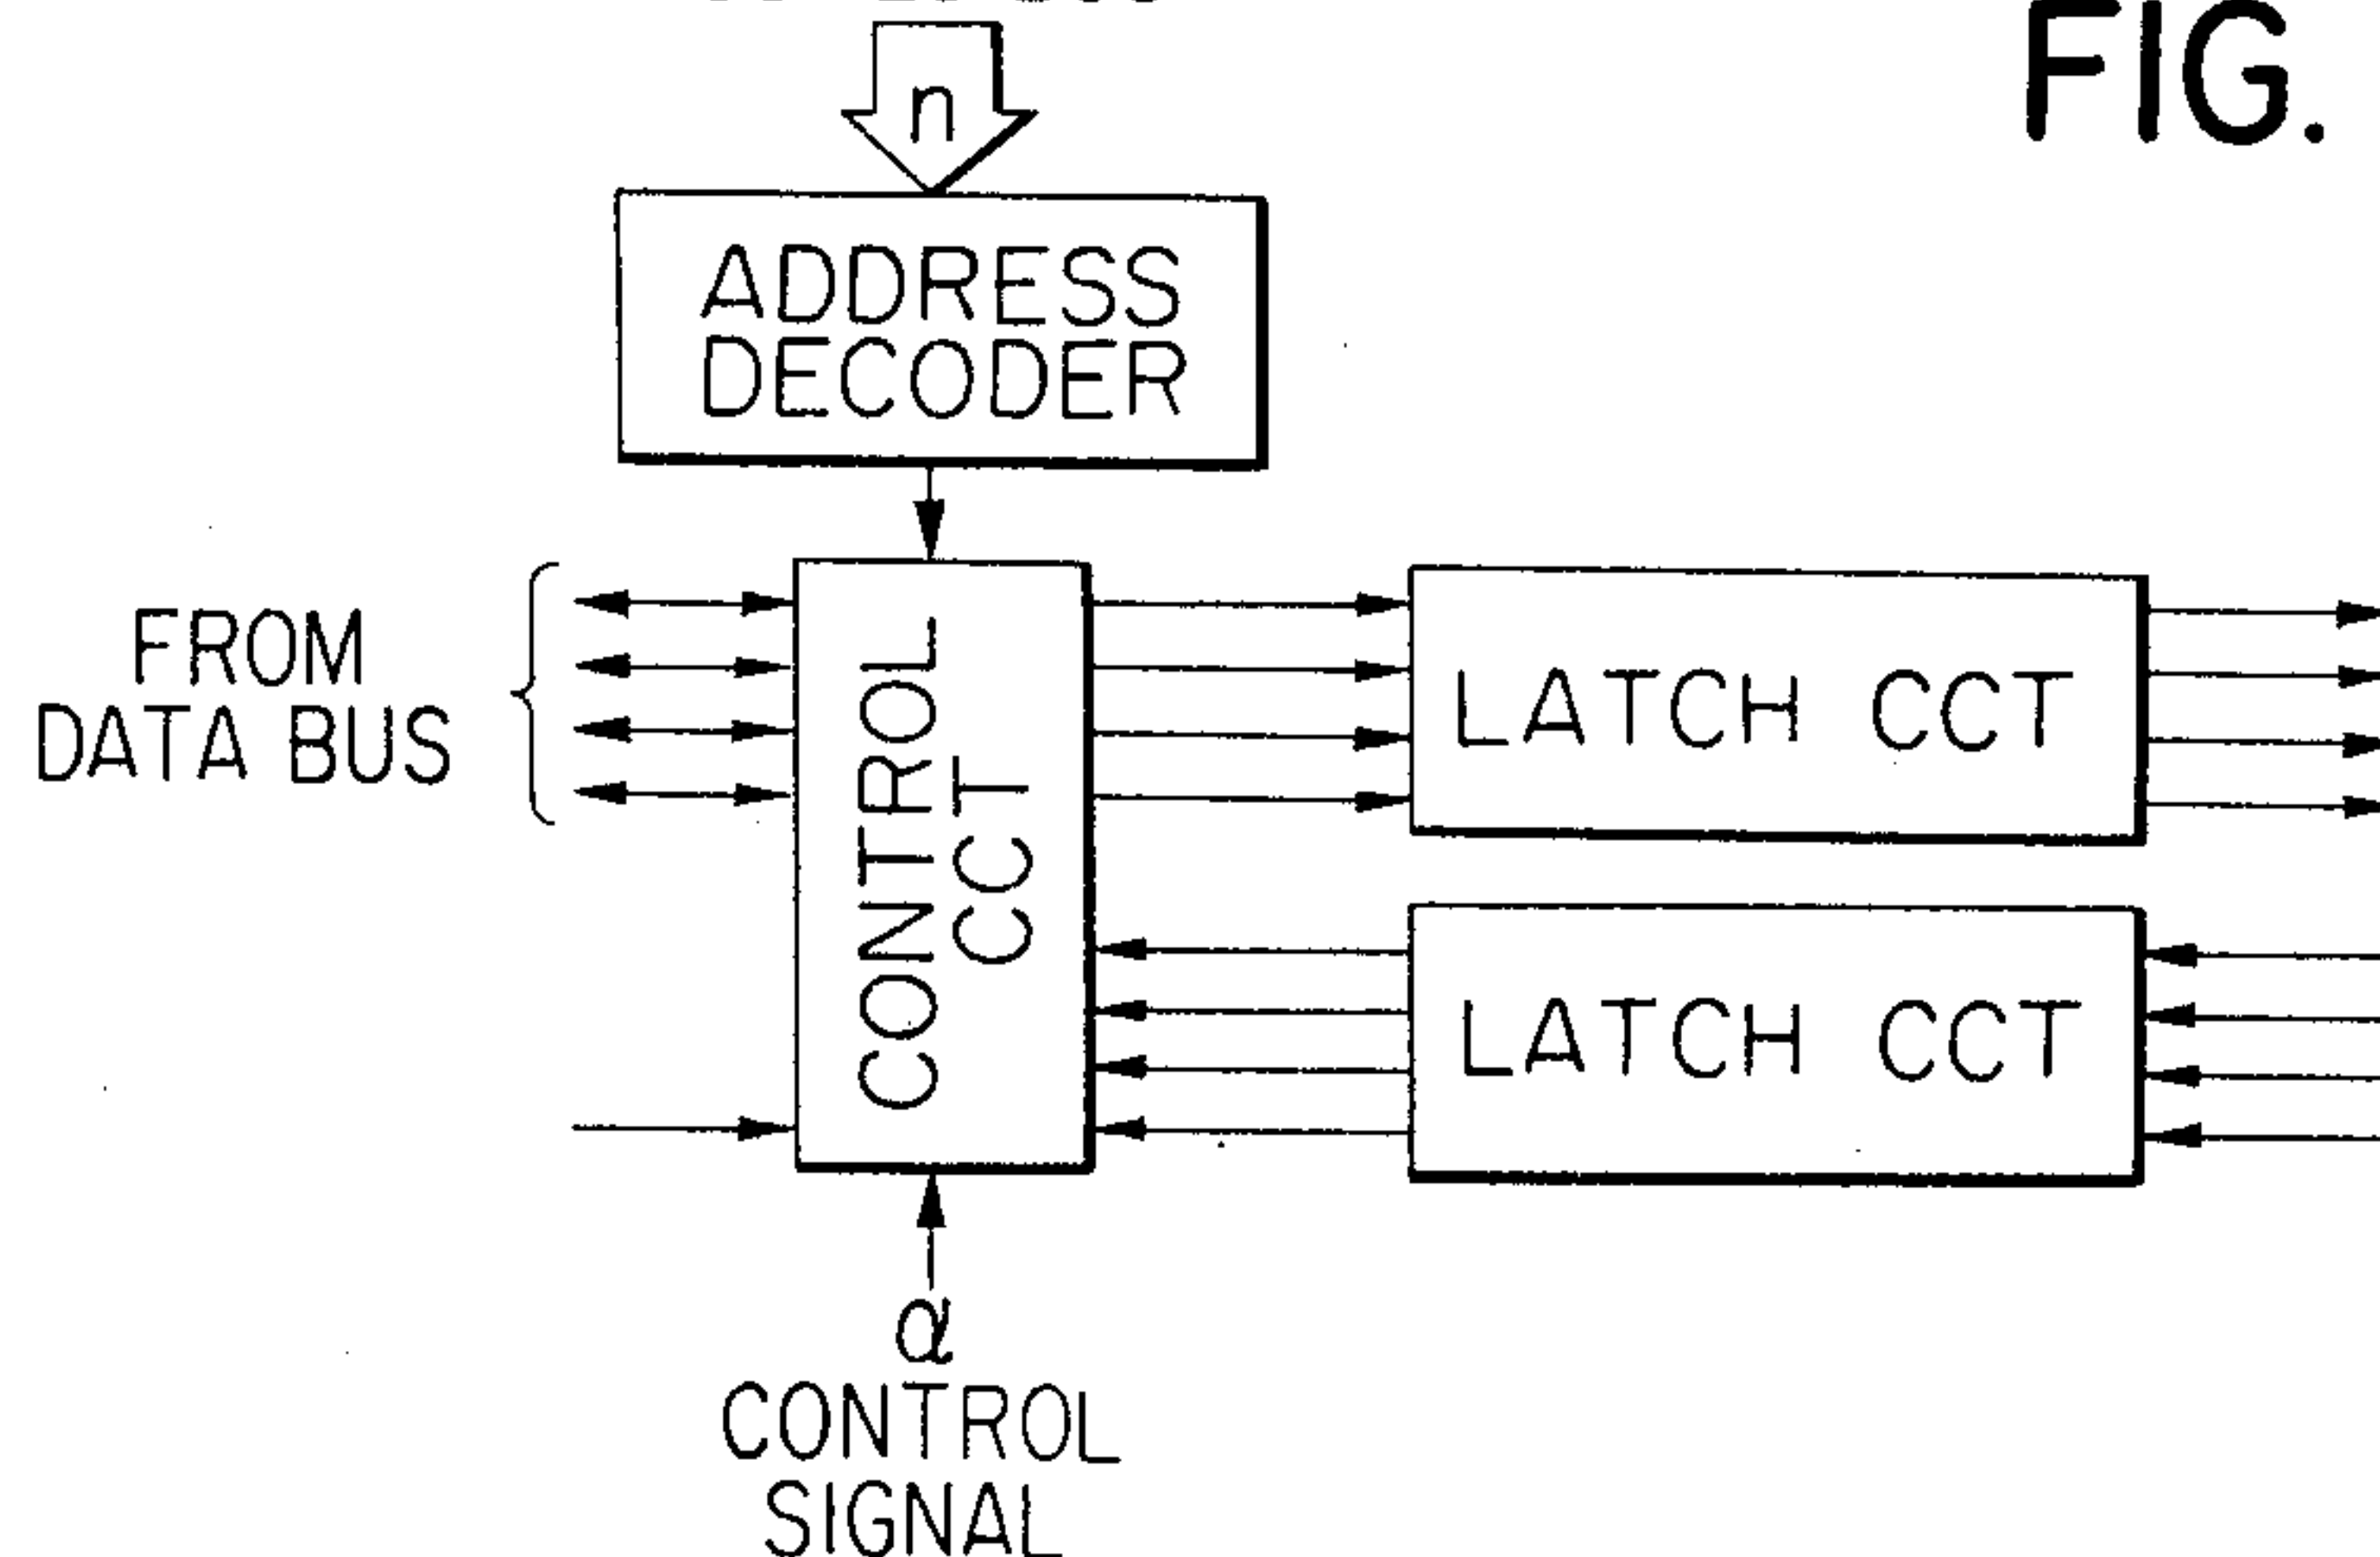 FIG.
n
ADDRESS
DECODER
FROM
DATA BUS
CONTROL
CCT
LATCH CCT
LATCH CCT
α
CONTROL
SIGNAL